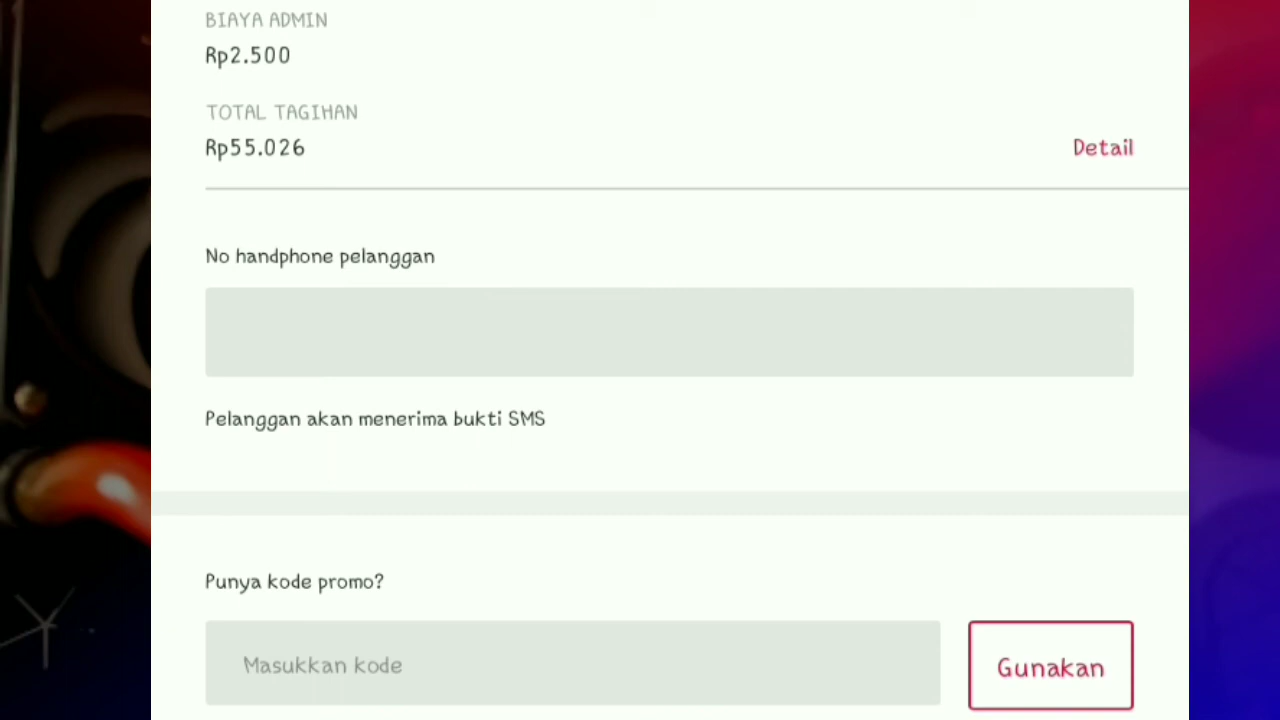 BIAYA ADMIN
Rp2.500
TOTAL TAGIHAN
Rp55.026
Detail
No handphone pelanggan
Pelanggan akan menerima bukti SMS
Punya kode promo?
Masukkan kode
Gunakan